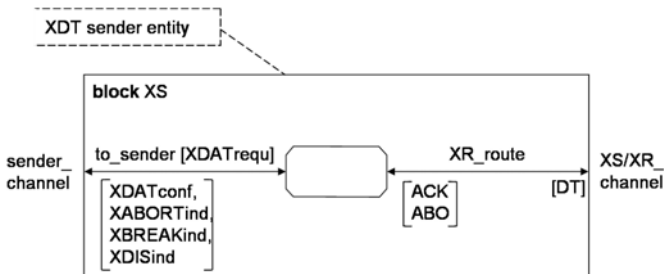 XDT sender entity
block XS
sender_
channel
to_sender [XDATrequ]
XDATconf,
XABORTind,
XBREAKind,
XDISind
XR_route
ACK
ABO
[DT]
XS/XR_
channel